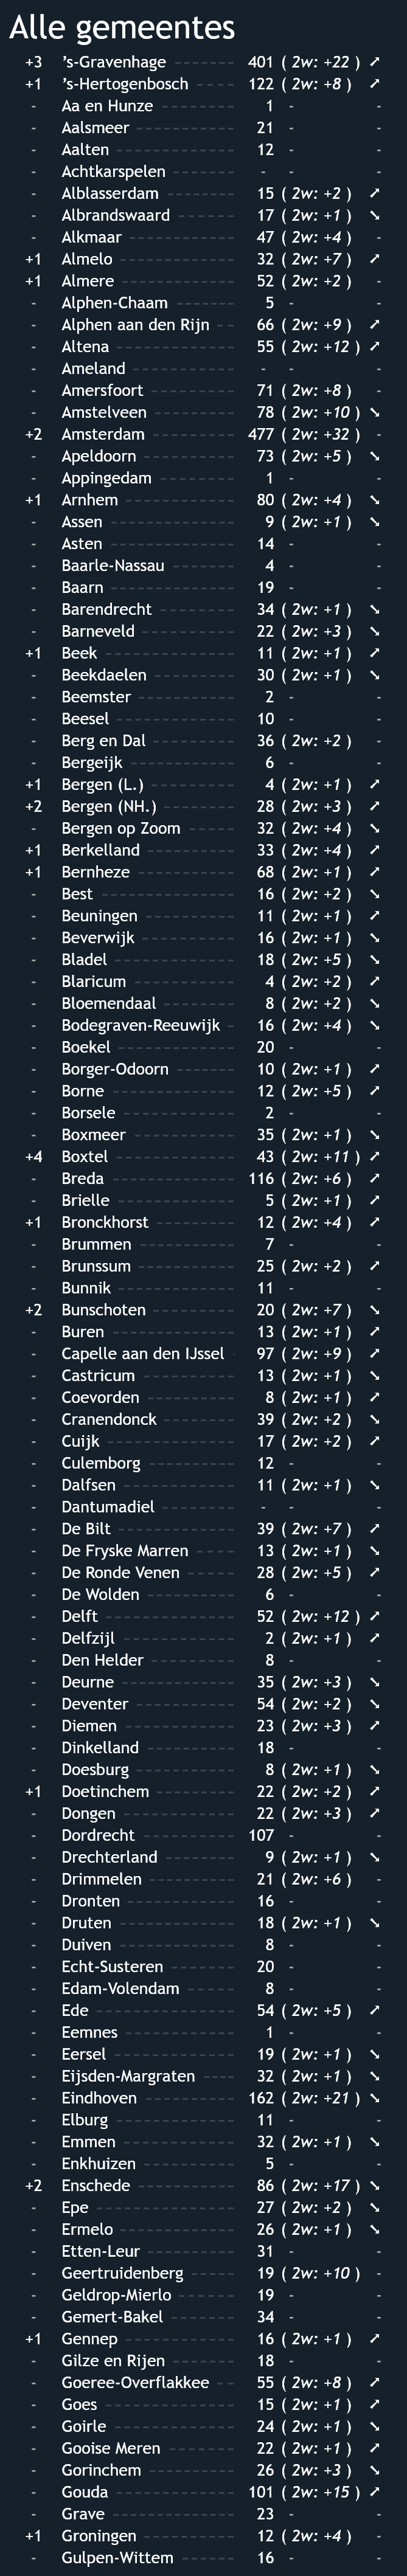 Alle gemeentes
+3 ’s-Gravenhage 401 ( 2w: +22 ) ➚
+1 ’s-Hertogenbosch 122 ( 2w: +8 ) ➚
- Aa en Hunze 1 - -
- Aalsmeer 21 - -
- Aalten 12 - -
- Achtkarspelen - - -
- Alblasserdam 15 ( 2w: +2 ) ➚
- Albrandswaard 17 ( 2w: +1 ) ➘
- Alkmaar 47 ( 2w: +4 ) -
+1 Almelo 32 ( 2w: +7 ) ➚
+1 Almere 52 ( 2w: +2 ) -
- Alphen-Chaam 5 - -
- Alphen aan den Rijn 66 ( 2w: +9 ) ➚
- Altena 55 ( 2w: +12 ) ➚
- Ameland - - -
- Amersfoort 71 ( 2w: +8 ) -
- Amstelveen 78 ( 2w: +10 ) ➘
+2 Amsterdam 477 ( 2w: +32 ) -
- Apeldoorn 73 ( 2w: +5 ) ➘
- Appingedam 1 - -
+1 Arnhem 80 ( 2w: +4 ) ➘
- Assen 9 ( 2w: +1 ) ➘
- Asten 14 - -
- Baarle-Nassau 4 - -
- Baarn 19 - -
- Barendrecht 34 ( 2w: +1 ) ➘
- Barneveld 22 ( 2w: +3 ) ➘
+1 Beek 11 ( 2w: +1 ) ➚
- Beekdaelen 30 ( 2w: +1 ) ➘
- Beemster 2 - -
- Beesel 10 - -
- Berg en Dal 36 ( 2w: +2 ) -
- Bergeijk 6 - -
+1 Bergen (L.) 4 ( 2w: +1 ) ➚
+2 Bergen (NH.) 28 ( 2w: +3 ) ➚
- Bergen op Zoom 32 ( 2w: +4 ) ➘
+1 Berkelland 33 ( 2w: +4 ) ➚
+1 Bernheze 68 ( 2w: +1 ) ➚
- Best 16 ( 2w: +2 ) ➘
- Beuningen 11 ( 2w: +1 ) ➚
- Beverwijk 16 ( 2w: +1 ) ➘
- Bladel 18 ( 2w: +5 ) ➘
- Blaricum 4 ( 2w: +2 ) ➚
- Bloemendaal 8 ( 2w: +2 ) ➘
- Bodegraven-Reeuwijk 16 ( 2w: +4 ) ➘
- Boekel 20 - -
- Borger-Odoorn 10 ( 2w: +1 ) ➚
- Borne 12 ( 2w: +5 ) ➚
- Borsele 2 - -
- Boxmeer 35 ( 2w: +1 ) ➘
+4 Boxtel 43 ( 2w: +11 ) ➚
- Breda 116 ( 2w: +6 ) ➚
- Brielle 5 ( 2w: +1 ) ➚
+1 Bronckhorst 12 ( 2w: +4 ) ➚
- Brummen 7 - -
- Brunssum 25 ( 2w: +2 ) ➚
- Bunnik 11 - -
+2 Bunschoten 20 ( 2w: +7 ) ➘
- Buren 13 ( 2w: +1 ) ➚
- Capelle aan den IJssel 97 ( 2w: +9 ) ➚
- Castricum 13 ( 2w: +1 ) ➘
- Coevorden 8 ( 2w: +1 ) ➚
- Cranendonck 39 ( 2w: +2 ) ➘
- Cuijk 17 ( 2w: +2 ) ➚
- Culemborg 12 - -
- Dalfsen 11 ( 2w: +1 ) ➘
- Dantumadiel - - -
- De Bilt 39 ( 2w: +7 ) ➚
- De Fryske Marren 13 ( 2w: +1 ) ➘
- De Ronde Venen 28 ( 2w: +5 ) ➚
- De Wolden 6 - -
- Delft 52 ( 2w: +12 ) ➚
- Delfzijl 2 ( 2w: +1 ) ➚
- Den Helder 8 - -
- Deurne 35 ( 2w: +3 ) ➘
- Deventer 54 ( 2w: +2 ) ➘
- Diemen 23 ( 2w: +3 ) ➚
- Dinkelland 18 - -
- Doesburg 8 ( 2w: +1 ) ➘
+1 Doetinchem 22 ( 2w: +2 ) ➚
- Dongen 22 ( 2w: +3 ) ➚
- Dordrecht 107 - -
- Drechterland 9 ( 2w: +1 ) ➘
- Drimmelen 21 ( 2w: +6 ) -
- Dronten 16 - -
- Druten 18 ( 2w: +1 ) ➘
- Duiven 8 - -
- Echt-Susteren 20 - -
- Edam-Volendam 8 - -
- Ede 54 ( 2w: +5 ) ➚
- Eemnes 1 - -
- Eersel 19 ( 2w: +1 ) ➘
- Eijsden-Margraten 32 ( 2w: +1 ) ➘
- Eindhoven 162 ( 2w: +21 ) ➘
- Elburg 11 - -
- Emmen 32 ( 2w: +1 ) ➘
- Enkhuizen 5 - -
+2 Enschede 86 ( 2w: +17 ) ➘
- Epe 27 ( 2w: +2 ) ➘
- Ermelo 26 ( 2w: +1 ) ➘
- Etten-Leur 31 - -
- Geertruidenberg 19 ( 2w: +10 ) -
- Geldrop-Mierlo 19 - -
- Gemert-Bakel 34 - -
+1 Gennep 16 ( 2w: +1 ) ➚
- Gilze en Rijen 18 - -
- Goeree-Overflakkee 55 ( 2w: +8 ) ➚
- Goes 15 ( 2w: +1 ) ➚
- Goirle 24 ( 2w: +1 ) ➘
- Gooise Meren 22 ( 2w: +1 ) ➚
- Gorinchem 26 ( 2w: +3 ) ➘
- Gouda 101 ( 2w: +15 ) ➚
- Grave 23 - -
+1 Groningen 12 ( 2w: +4 ) -
- Gulpen-Wittem 16 - -